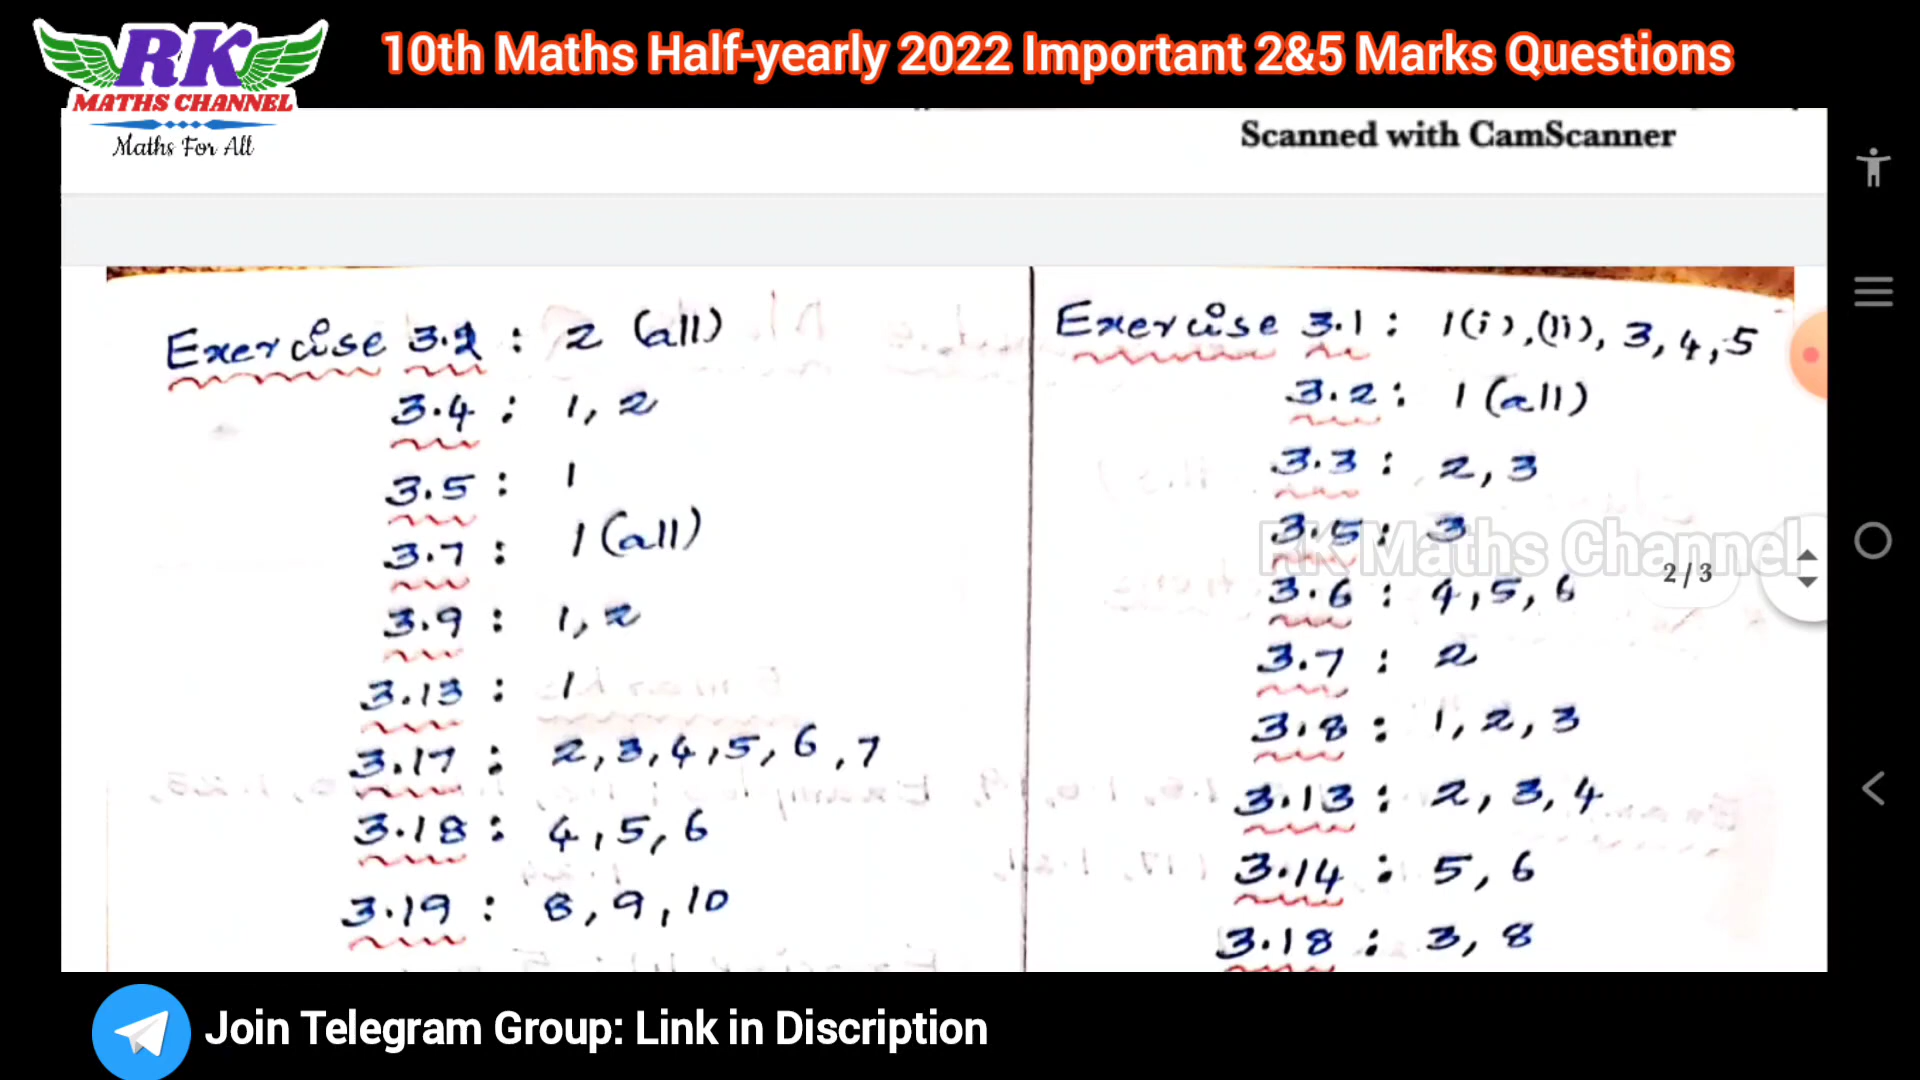 RK
MATHS CHANNEL
Maths For All
10th Maths Half-yearly 2022 Important 2&5 Marks Questions
Scanned with CamScanner
Exercise 3.2 : 2 (all)
3.4 : 1, 2
3.5 : 1
3.7 : 1 (all)
3.9 : 1, 2
3.13 : 1
3.17 : 2, 3, 4, 5, 6, 7
3.18 : 4, 5, 6
3.19 : 8, 9, 10
Exercise 3.1 : 1(i), (ii), 3, 4, 5
3.2 : 1 (all)
3.3 : 2, 3
3.5 : 3
RK Maths Channel
2 / 3
3.6 : 4, 5, 6
3.7 : 2
3.8 : 1, 2, 3
3.13 : 2, 3, 4
3.14 : 5, 6
3.18 : 3, 8
Join Telegram Group: Link in Discription